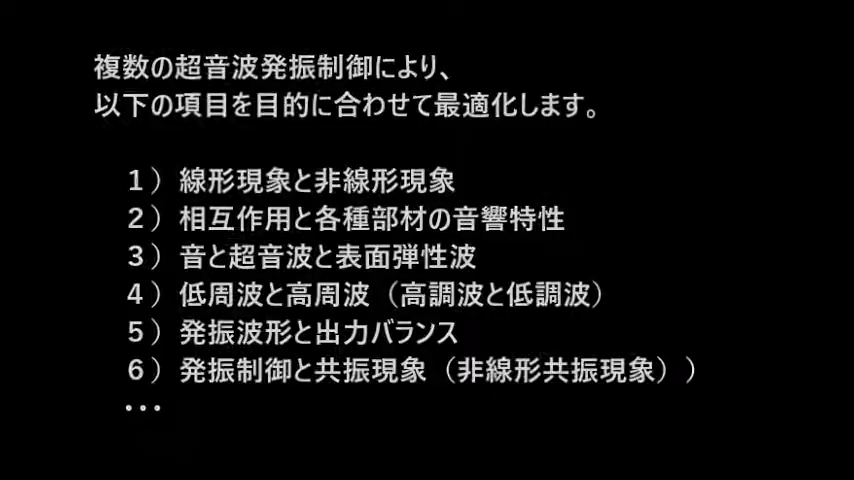 複数の超音波発振制御により、
以下の項目を目的に合わせて最適化します。
１）線形現象と非線形現象
２）相互作用と各種部材の音響特性
３）音と超音波と表面弾性波
４）低周波と高周波（高調波と低調波）
５）発振波形と出力バランス
６）発振制御と共振現象（非線形共振現象））
・・・